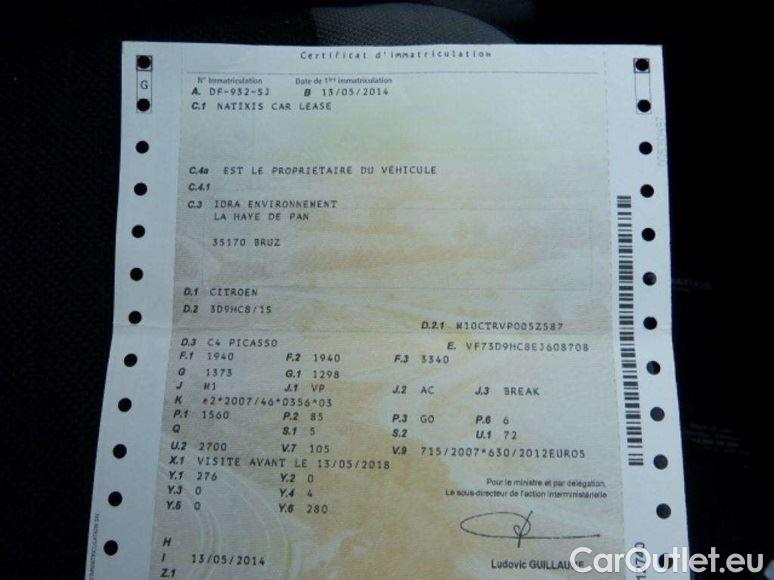 Certificat d'immatriculation
N° Immatriculation Date de 1ère immatriculation
A. DF-932-SJ B 13/05/2014
C.1 NATIXIS CAR LEASE
C.4a EST LE PROPRIETAIRE DU VÉHICULE
C.4.1
C.3 IDRA ENVIRONNEMENT
LA HAYE DE PAN
35170 BRUZ
D.1 CITROEN
D.2 3D9HC8/1S
D.2.1 M10CTRVP005Z587
D.3 C4 PICASSO E. VF73D9HC8EJ608708
F.1 1940 F.2 1940 F.3 3340
G 1373 G.1 1298
J M1 J.1 VP J.2 AC J.3 BREAK
K e2*2007/46*0356*03
P.1 1560 P.2 85 P.3 GO P.6 6
Q S.1 5 S.2 U.1 72
U.2 2700 V.7 105 V.9 715/2007*630/2012EURO5
X.1 VISITE AVANT LE 13/05/2018
Y.1 276 Y.2 0
Y.3 0 Y.4 4
Y.5 0 Y.6 280
Pour le ministre et par délégation,
Le sous-directeur de l'action interministérielle
H
I 13/05/2014
Ludovic GUILLAUME
Z.1
G
CarOutlet.eu